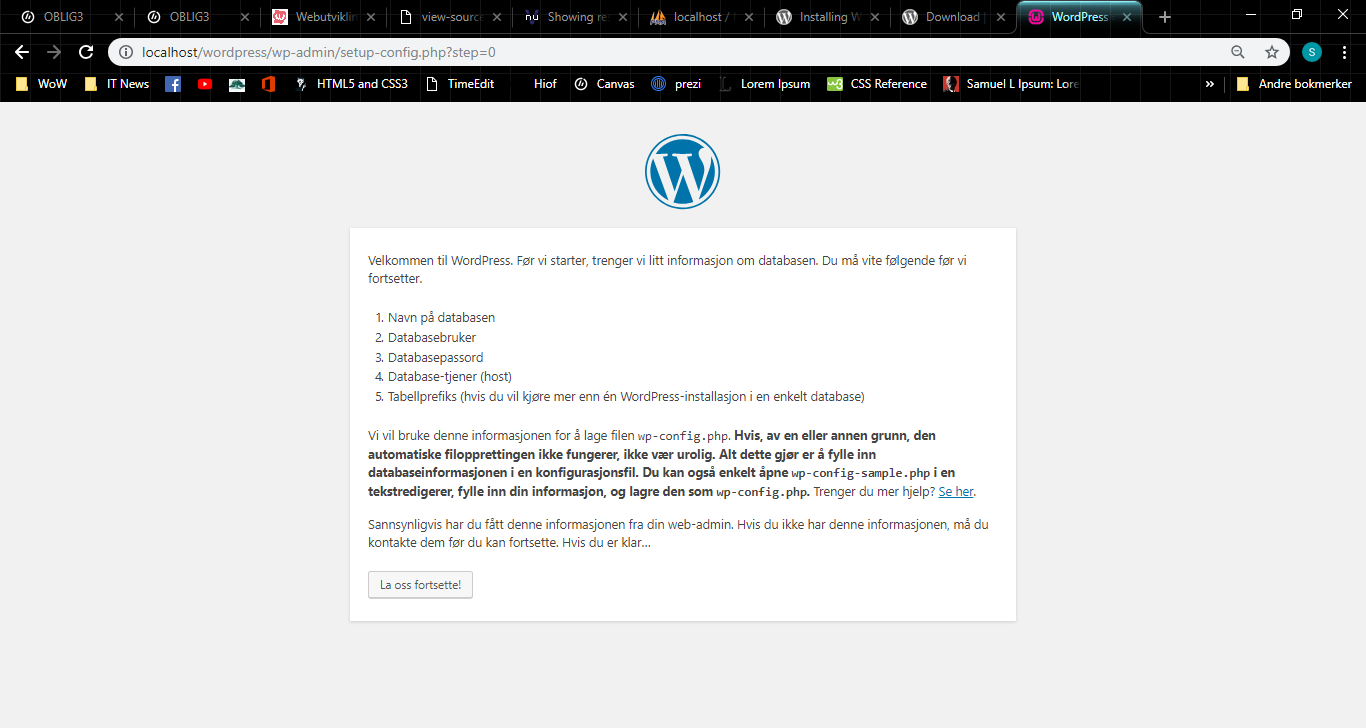 OBLIG3
OBLIG3
Webutviklin
view-source
Showing re
localhost /
Installing W
Download
WordPress
localhost/wordpress/wp-admin/setup-config.php?step=0
S
WoW
IT News
HTML5 and CSS3
TimeEdit
Hiof
Canvas
prezi
Lorem Ipsum
CSS Reference
Samuel L Ipsum: Lore
»
Andre bokmerker
Velkommen til WordPress. Før vi starter, trenger vi litt informasjon om databasen. Du må vite følgende før vi
fortsetter.
1. Navn på databasen
2. Databasebruker
3. Databasepassord
4. Database-tjener (host)
5. Tabellprefiks (hvis du vil kjøre mer enn én WordPress-installasjon i en enkelt database)
Vi vil bruke denne informasjonen for å lage filen wp-config.php. Hvis, av en eller annen grunn, den
automatiske filopprettingen ikke fungerer, ikke vær urolig. Alt dette gjør er å fylle inn
databaseinformasjonen i en konfigurasjonsfil. Du kan også enkelt åpne wp-config-sample.php i en
tekstredigerer, fylle inn din informasjon, og lagre den som wp-config.php. Trenger du mer hjelp? Se her.
Sannsynligvis har du fått denne informasjonen fra din web-admin. Hvis du ikke har denne informasjonen, må du
kontakte dem før du kan fortsette. Hvis du er klar...
La oss fortsette!